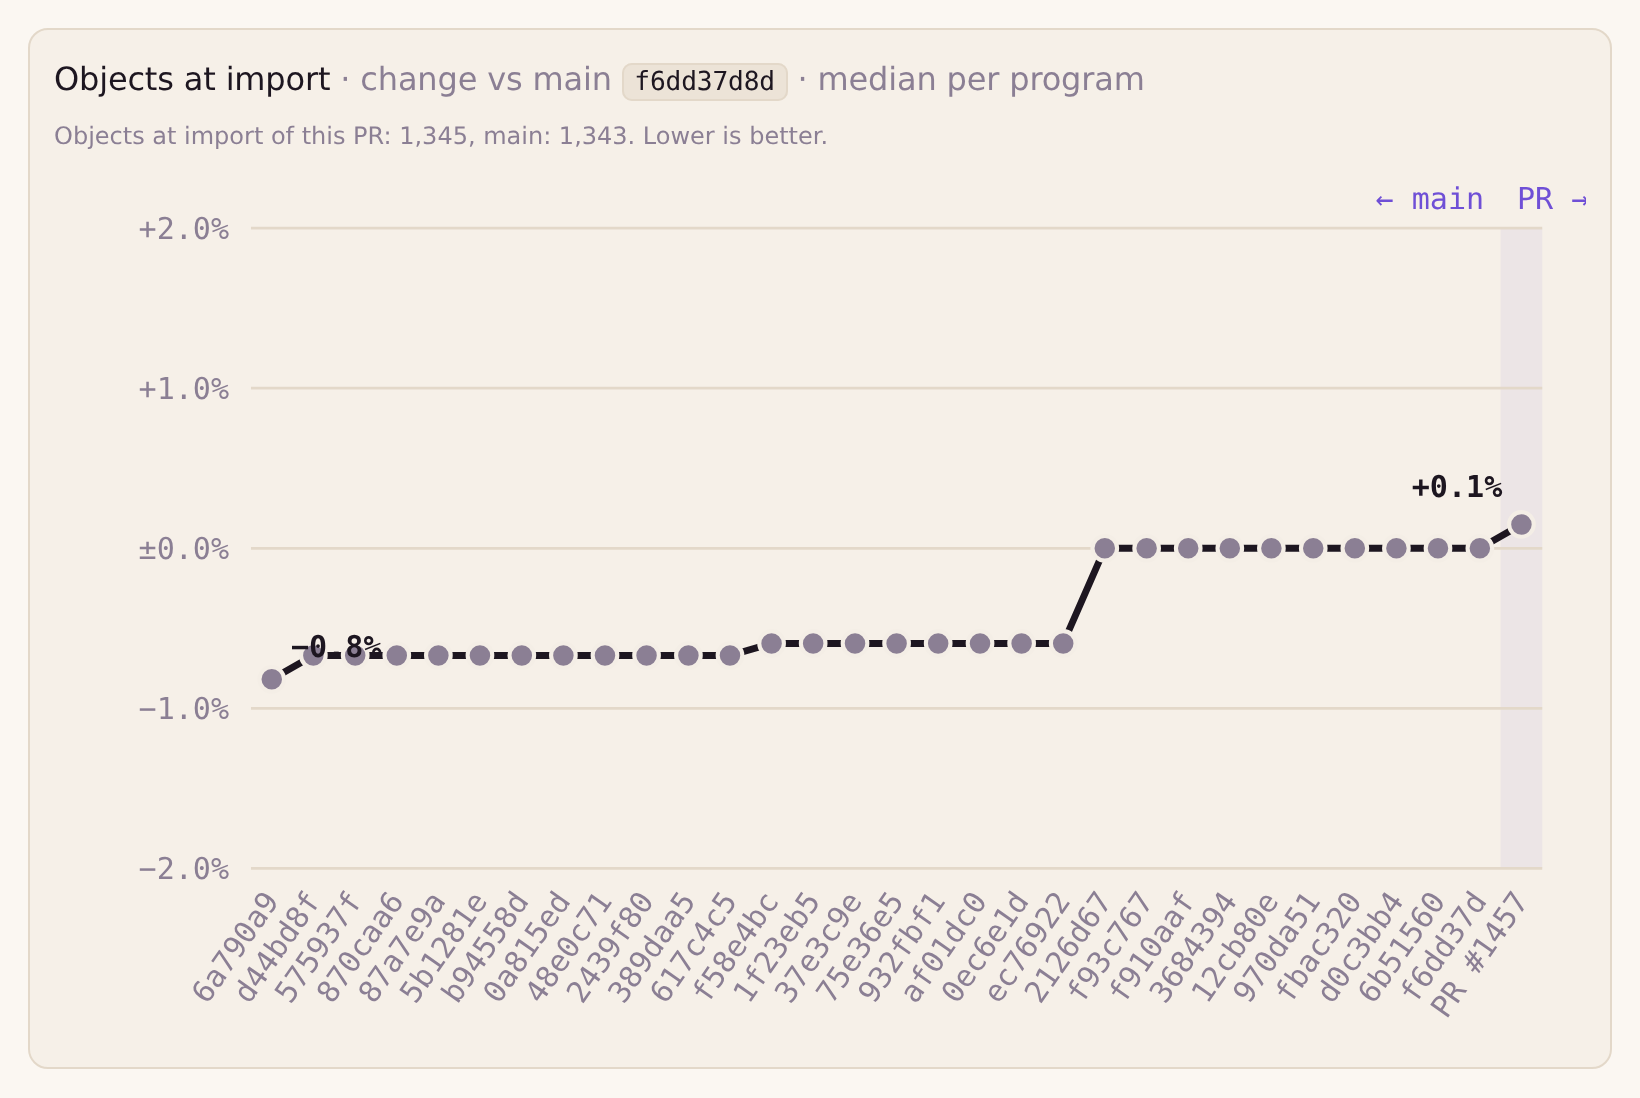 Objects at import · change vs main f6dd37d8d · median per program
Objects at import of this PR: 1,345, main: 1,343. Lower is better.
← main PR →
+2.0%
+1.0%
+0.1%
±0.0%
−0.8%
−1.0%
−2.0%
6a790a9
d44bd8f
575937f
870caa6
87a7e9a
5b1281e
b94558d
0a815ed
48e0c71
2439f80
389daa5
617c4c5
f58e4bc
1f23eb5
37e3c9e
75e36e5
932fbf1
af01dc0
0ec6e1d
ec76922
2126d67
f93c767
f910aaf
3684394
12cb80e
970da51
fbac320
d0c3bb4
6b51560
f6dd37d
PR #1457